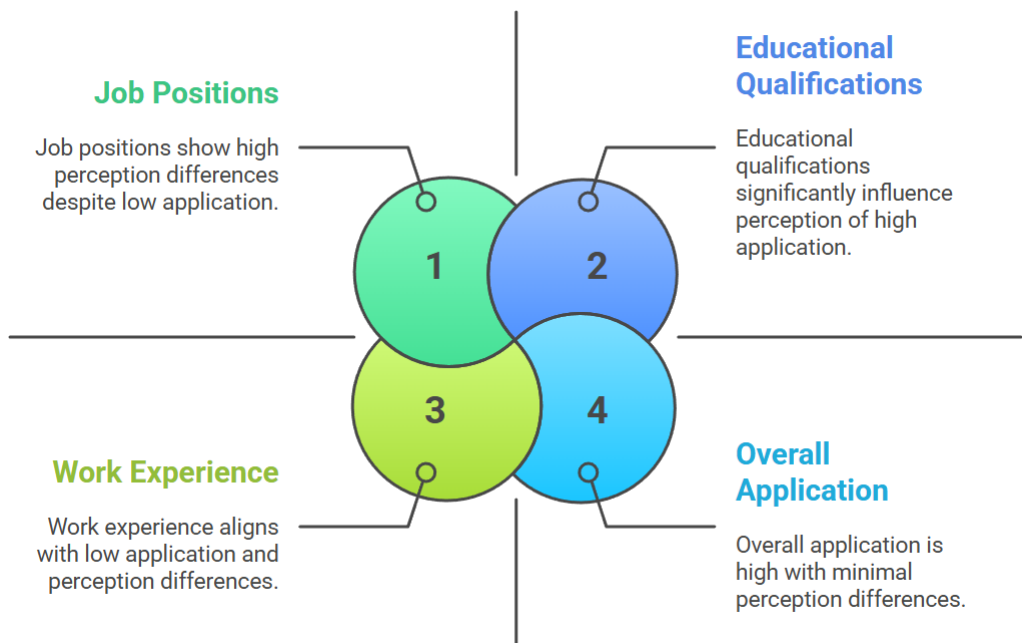 Job Positions
Job positions show high
perception differences
despite low application.
1
Educational
Qualifications
Educational
qualifications
significantly influence
perception of high
application.
2
Work Experience
Work experience aligns
with low application and
perception differences.
3
Overall
Application
Overall application is
high with minimal
perception differences.
4